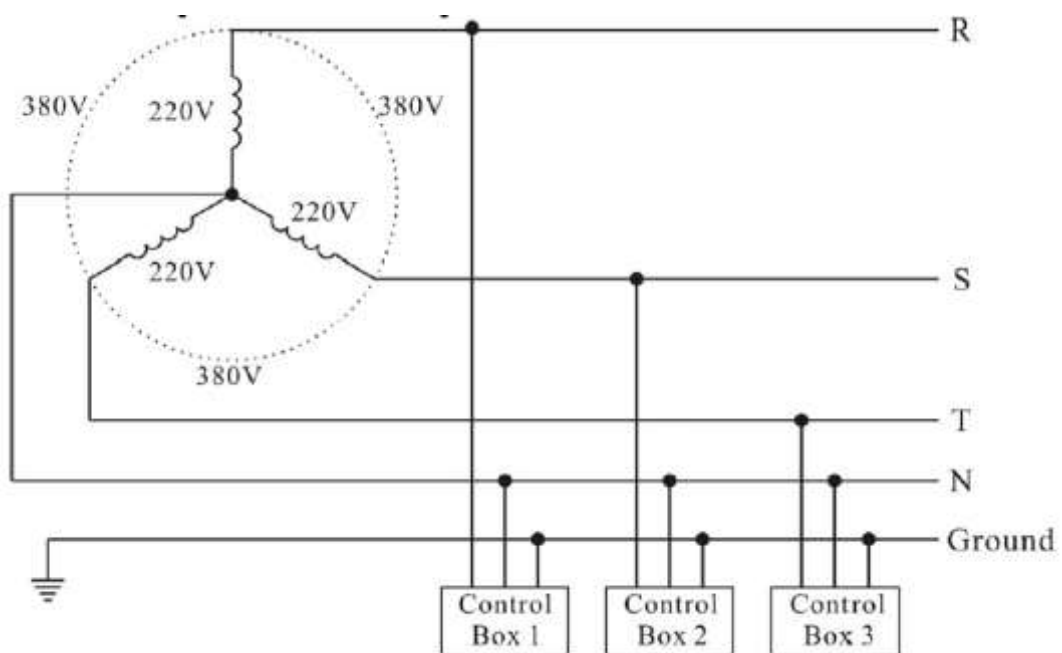 R
380V
380V
220V
220V
220V
S
380V
T
N
Ground
Control
Box 1
Control
Box 2
Control
Box 3